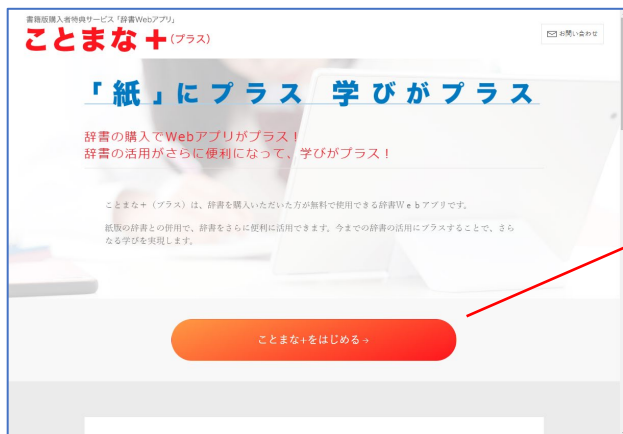 書籍版購入者特典サービス「辞書Webアプリ」
ことまな＋(プラス)
お問い合わせ
「紙」にプラス 学びがプラス
辞書の購入でWebアプリがプラス！
辞書の活用がさらに便利になって、学びがプラス！
ことまな+（プラス）は、辞書を購入いただいた方が無料で使用できる辞書Ｗｅｂアプリです。
紙版の辞書との併用で、辞書をさらに便利に活用できます。今までの辞書の活用にプラスすることで、さら
なる学びを実現します。
ことまな+をはじめる→